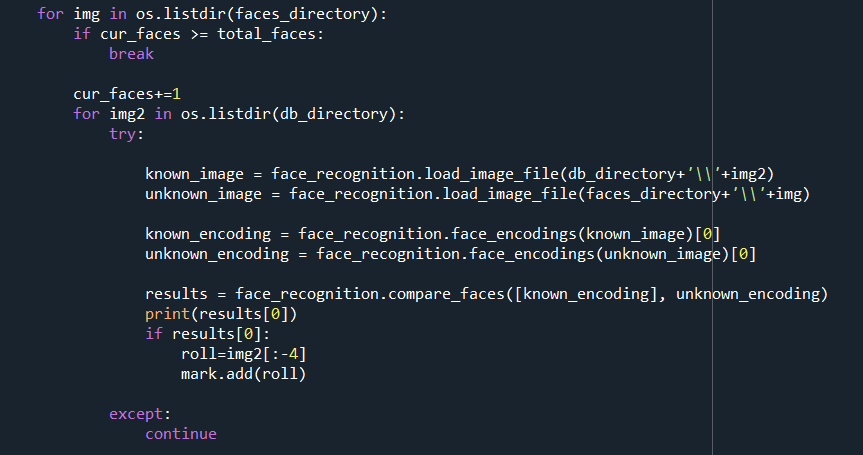 for img in os.listdir(faces_directory):
    if cur_faces >= total_faces:
        break

    cur_faces+=1
    for img2 in os.listdir(db_directory):
        try:

            known_image = face_recognition.load_image_file(db_directory+'\\'+img2)
            unknown_image = face_recognition.load_image_file(faces_directory+'\\'+img)

            known_encoding = face_recognition.face_encodings(known_image)[0]
            unknown_encoding = face_recognition.face_encodings(unknown_image)[0]

            results = face_recognition.compare_faces([known_encoding], unknown_encoding)
            print(results[0])
            if results[0]:
                roll=img2[:-4]
                mark.add(roll)

        except:
            continue